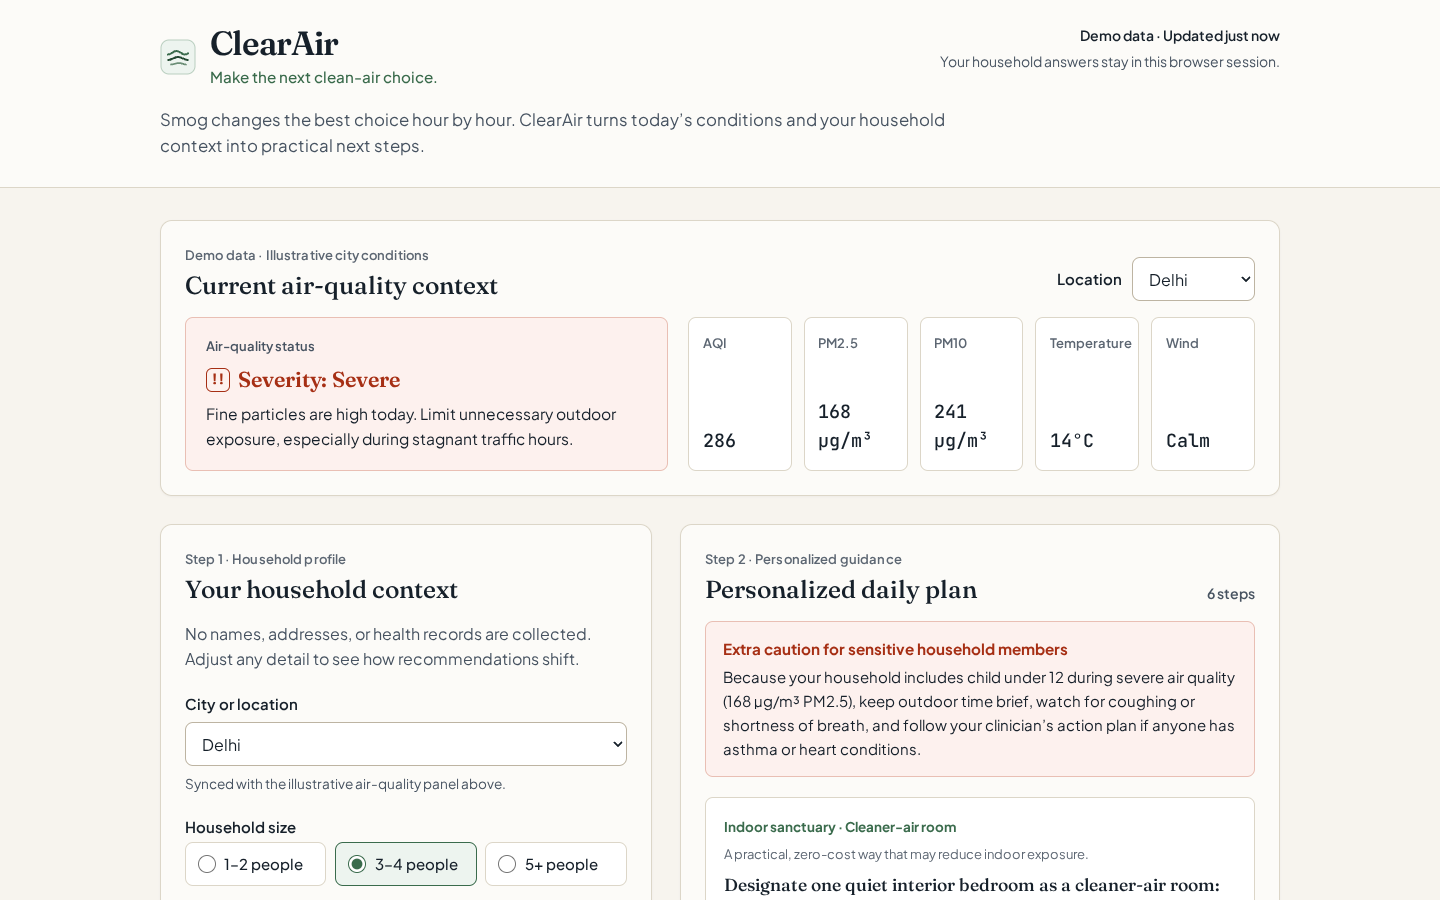 ClearAir
Make the next clean-air choice.
Demo data · Updated just now
Your household answers stay in this browser session.
Smog changes the best choice hour by hour. ClearAir turns today’s conditions and your household
context into practical next steps.
Demo data · Illustrative city conditions
Current air-quality context
Location
Delhi
Air-quality status
!! Severity: Severe
Fine particles are high today. Limit unnecessary outdoor
exposure, especially during stagnant traffic hours.
AQI
286
PM2.5
168
µg/m³
PM10
241
µg/m³
Temperature
14°C
Wind
Calm
Step 1 · Household profile
Your household context
No names, addresses, or health records are collected.
Adjust any detail to see how recommendations shift.
City or location
Delhi
Synced with the illustrative air-quality panel above.
Household size
1–2 people
3–4 people
5+ people
Step 2 · Personalized guidance
Personalized daily plan
6 steps
Extra caution for sensitive household members
Because your household includes child under 12 during severe air quality
(168 µg/m³ PM2.5), keep outdoor time brief, watch for coughing or
shortness of breath, and follow your clinician’s action plan if anyone has
asthma or heart conditions.
Indoor sanctuary · Cleaner-air room
A practical, zero-cost way that may reduce indoor exposure.
Designate one quiet interior bedroom as a cleaner-air room: